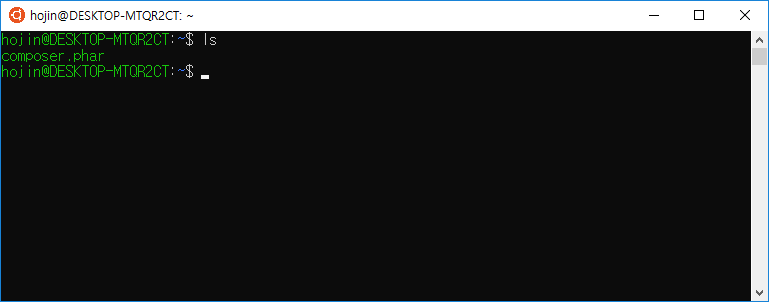 hojin@DESKTOP-MTQR2CT: ~
hojin@DESKTOP-MTQR2CT:~$ ls
composer.phar
hojin@DESKTOP-MTQR2CT:~$